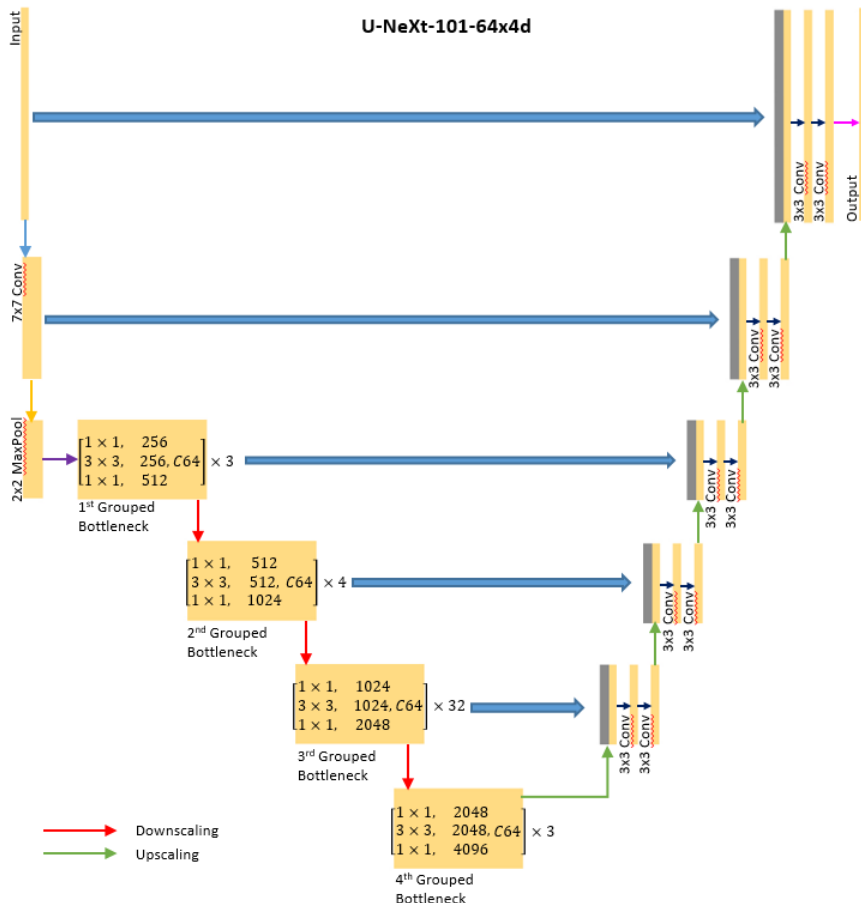 U-NeXt-101-64x4d
Input
3x3 Conv
3x3 Conv
Output
7x7 Conv
3x3 Conv
3x3 Conv
2x2 MaxPool
1 × 1, 256
3 × 3, 256, C64 × 3
1 × 1, 512
1st Grouped
Bottleneck
3x3 Conv
3x3 Conv
1 × 1, 512
3 × 3, 512, C64 × 4
1 × 1, 1024
2nd Grouped
Bottleneck
3x3 Conv
3x3 Conv
1 × 1, 1024
3 × 3, 1024, C64 × 32
1 × 1, 2048
3rd Grouped
Bottleneck
3x3 Conv
3x3 Conv
1 × 1, 2048
3 × 3, 2048, C64 × 3
1 × 1, 4096
4th Grouped
Bottleneck
Downscaling
Upscaling